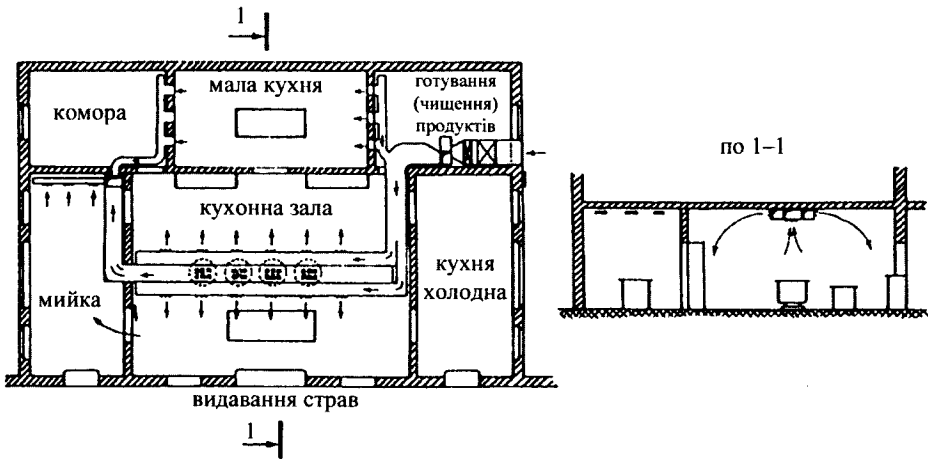 1
комора
мала кухня
готування
(чищення)
продуктів
по 1–1
кухонна зала
мийка
кухня
холодна
видавання страв
1